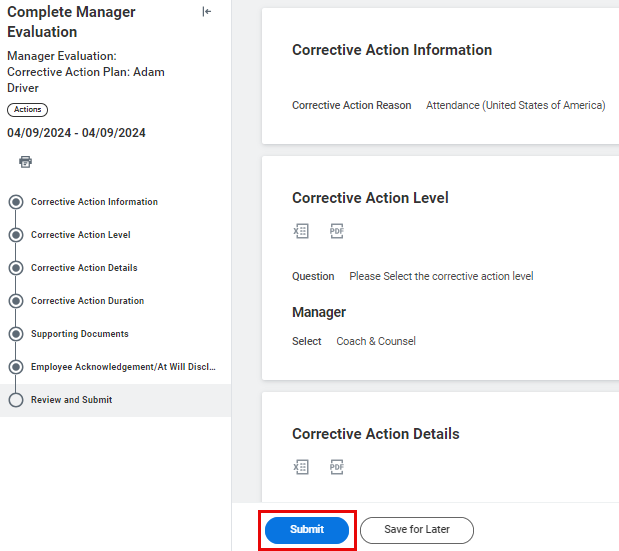 Complete Manager
Evaluation
Manager Evaluation:
Corrective Action Plan: Adam
Driver
Actions
04/09/2024 - 04/09/2024
Corrective Action Information
Corrective Action Level
Corrective Action Details
Corrective Action Duration
Supporting Documents
Employee Acknowledgement/At Will Discl...
Review and Submit
Corrective Action Information
Corrective Action Reason Attendance (United States of America)
Corrective Action Level
X PDF
Question Please Select the corrective action level
Manager
Select Coach & Counsel
Corrective Action Details
X PDF
Submit Save for Later